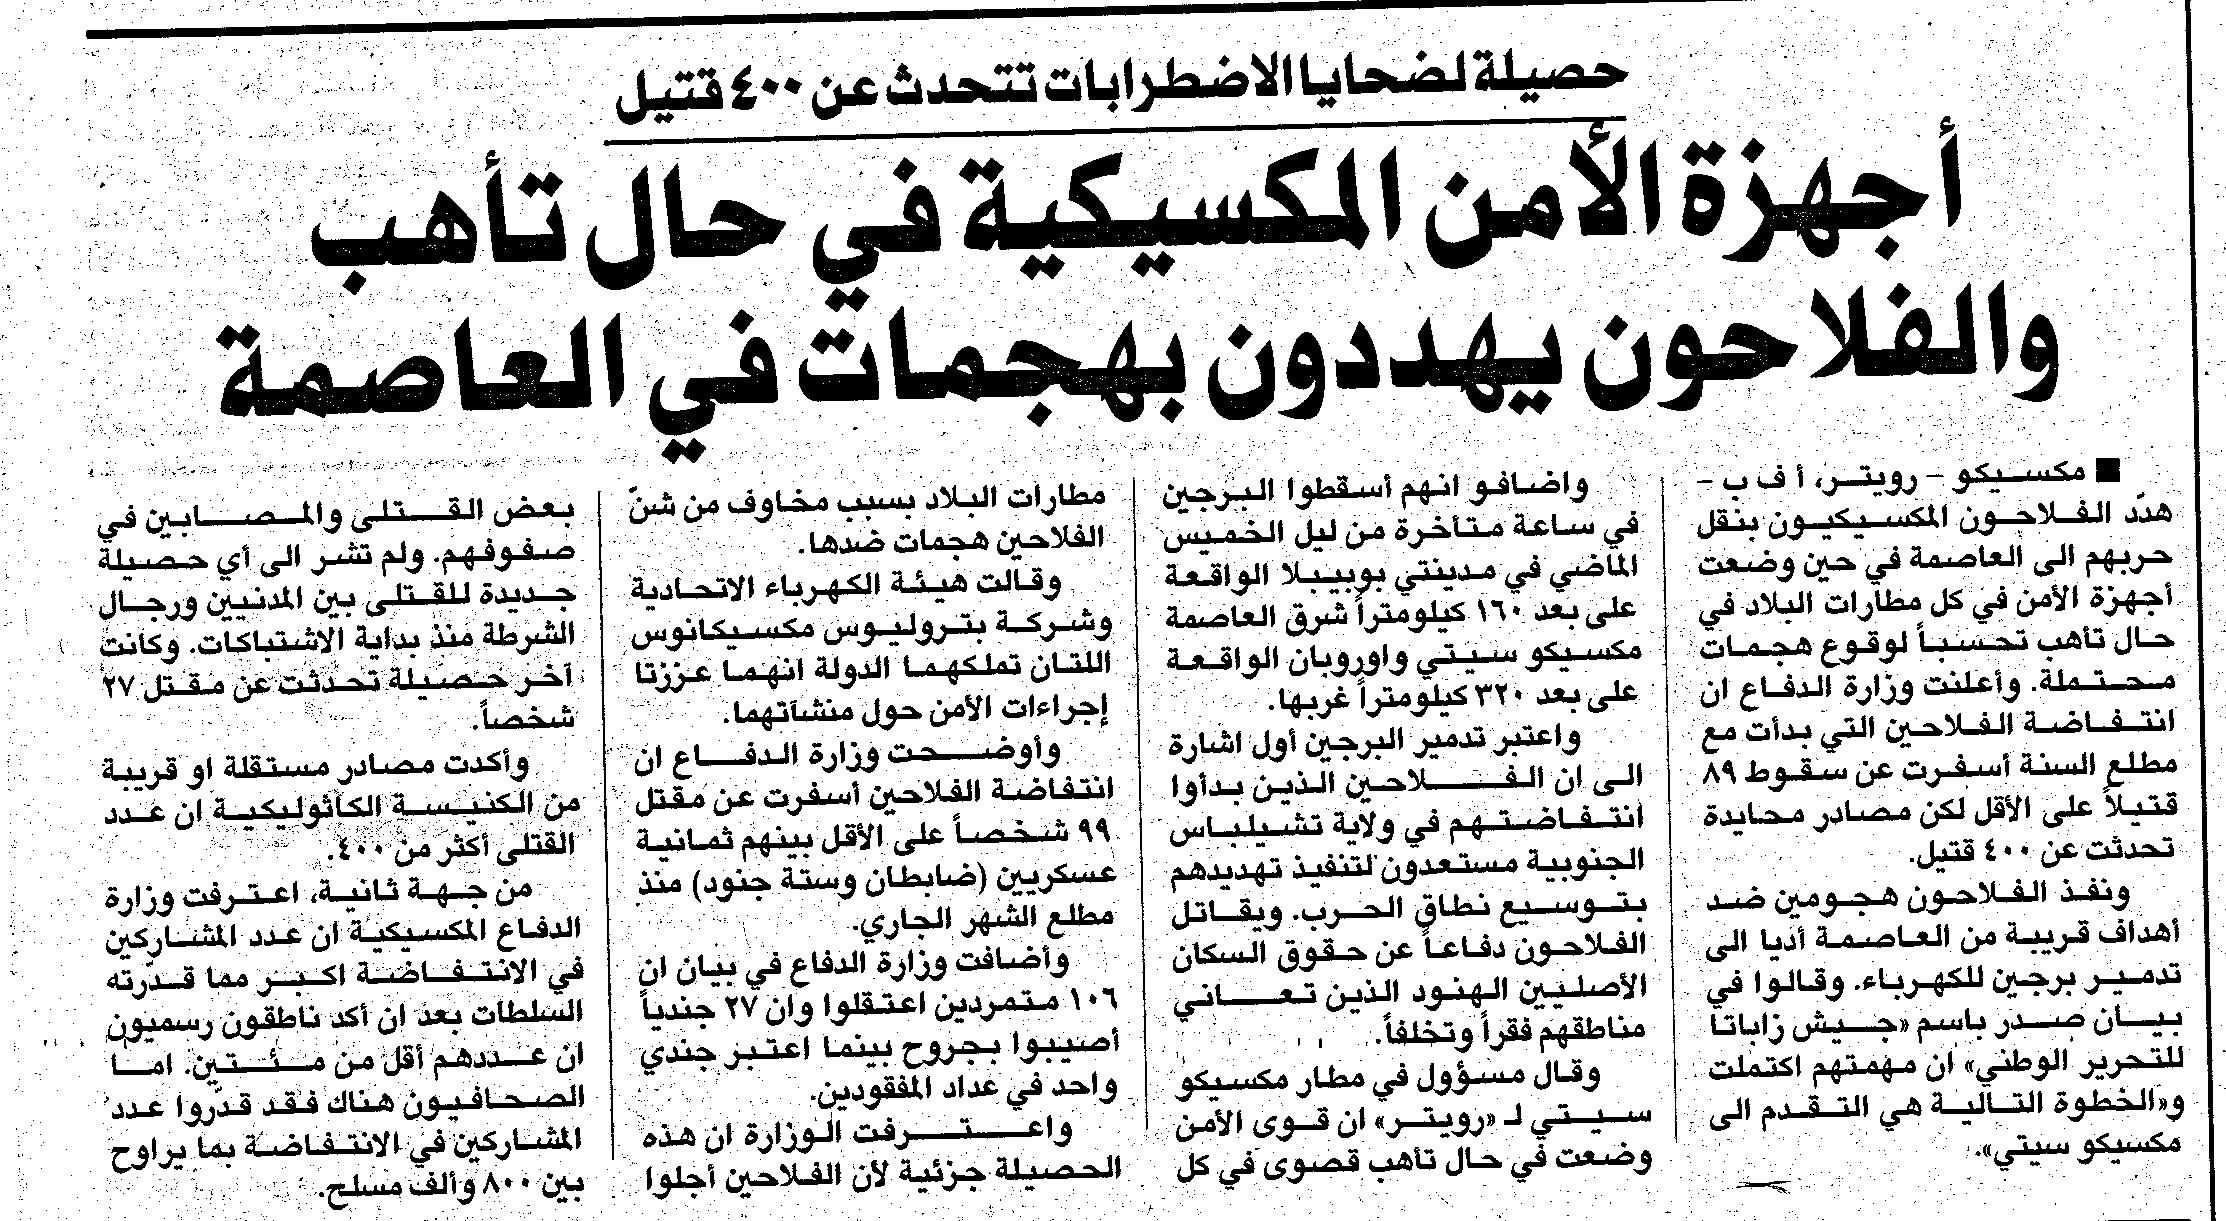 حصيلة لضحايا الاضطرابات تتحدث عن ٤٠٠ قتيل
أجهزة الأمن المكسيكية في حال تأهب
والفلاحون يهددون بهجمات في العاصمة
■ مكسيكو – رويتر، أ ف ب –
هدّد الفلاحون المكسيكيون بنقل
حربهم الى العاصمة في حين وضعت
أجهزة الأمن في كل مطارات البلاد في
حال تأهب تحسباً لوقوع هجمات
محتملة. وأعلنت وزارة الدفاع ان
انتفاضة الفلاحين التي بدأت مع
مطلع السنة أسفرت عن سقوط ٨٩
قتيلاً على الأقل لكن مصادر محايدة
تحدثت عن ٤٠٠ قتيل.
ونفذ الفلاحون هجومين ضد
أهداف قريبة من العاصمة أديا الى
تدمير برجين للكهرباء. وقالوا في
بيان صدر باسم «جيش زاباتا
للتحرير الوطني» ان مهمتهم اكتملت
و«الخطوة التالية هي التقدم الى
مكسيكو سيتي».
واضافو انهم أسقطوا البرجين
في ساعة متأخرة من ليل الخميس
الماضي في مدينتي بوبيبلا الواقعة
على بعد ١٦٠ كيلومتراً شرق العاصمة
مكسيكو سيتي واوروبان الواقعة
على بعد ٣٢٠ كيلومتراً غربها.
واعتبر تدمير البرجين أول اشارة
الى ان الفلاحين الذين بدأوا
انتفاضتهم في ولاية تشيلباس
الجنوبية مستعدون لتنفيذ تهديدهم
بتوسيع نطاق الحرب. ويقاتل
الفلاحون دفاعاً عن حقوق السكان
الأصليين الهنود الذين تعاني
مناطقهم فقراً وتخلفاً.
وقال مسؤول في مطار مكسيكو
سيتي لـ «رويتر» ان قوى الأمن
وضعت في حال تأهب قصوى في كل
مطارات البلاد بسبب مخاوف من شنّ
الفلاحين هجمات ضدها.
وقالت هيئة الكهرباء الاتحادية
وشركة بتروليوس مكسيكانوس
اللتان تملكهما الدولة انهما عززتا
إجراءات الأمن حول منشآتهما.
وأوضحت وزارة الدفاع ان
انتفاضة الفلاحين أسفرت عن مقتل
٩٩ شخصاً على الأقل بينهم ثمانية
عسكريين (ضابطان وستة جنود) منذ
مطلع الشهر الجاري.
وأضافت وزارة الدفاع في بيان ان
١٠٦ متمردين اعتقلوا وان ٢٧ جندياً
أصيبوا بجروح بينما اعتبر جندي
واحد في عداد المفقودين.
واعترفت الوزارة ان هذه
الحصيلة جزئية لأن الفلاحين أجلوا
بعض القتلى والمصابين في
صفوفهم. ولم تشر الى أي حصيلة
جديدة للقتلى بين المدنيين ورجال
الشرطة منذ بداية الاشتباكات. وكانت
آخر حصيلة تحدثت عن مقتل ٢٧
شخصاً.
وأكدت مصادر مستقلة او قريبة
من الكنيسة الكاثوليكية ان عدد
القتلى أكثر من ٤٠٠.
من جهة ثانية، اعترفت وزارة
الدفاع المكسيكية ان عدد المشاركين
في الانتفاضة اكبر مما قدّرته
السلطات بعد ان أكد ناطقون رسميون
ان عددهم أقل من مئتين. اما
الصحافيون هناك فقد قدّروا عدد
المشاركين في الانتفاضة بما يراوح
بين ٨٠٠ وألف مسلح.